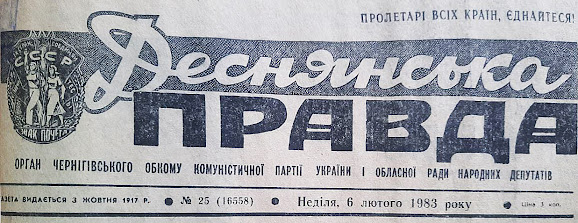 ПРОЛЕТАРІ ВСІХ КРАЇН, ЄДНАЙТЕСЯ!
СССР
ЗНАК ПОЧЕТА
Деснянська
ПРАВДА
ОРГАН ЧЕРНІГІВСЬКОГО ОБКОМУ КОМУНІСТИЧНОЇ ПАРТІЇ УКРАЇНИ І ОБЛАСНОЇ РАДИ НАРОДНИХ ДЕПУТАТІВ
ГАЗЕТА ВИДАЄТЬСЯ З ЖОВТНЯ 1917 Р. ● № 25 (16558) ● Неділя, 6 лютого 1983 року ● Ціна 3 коп.